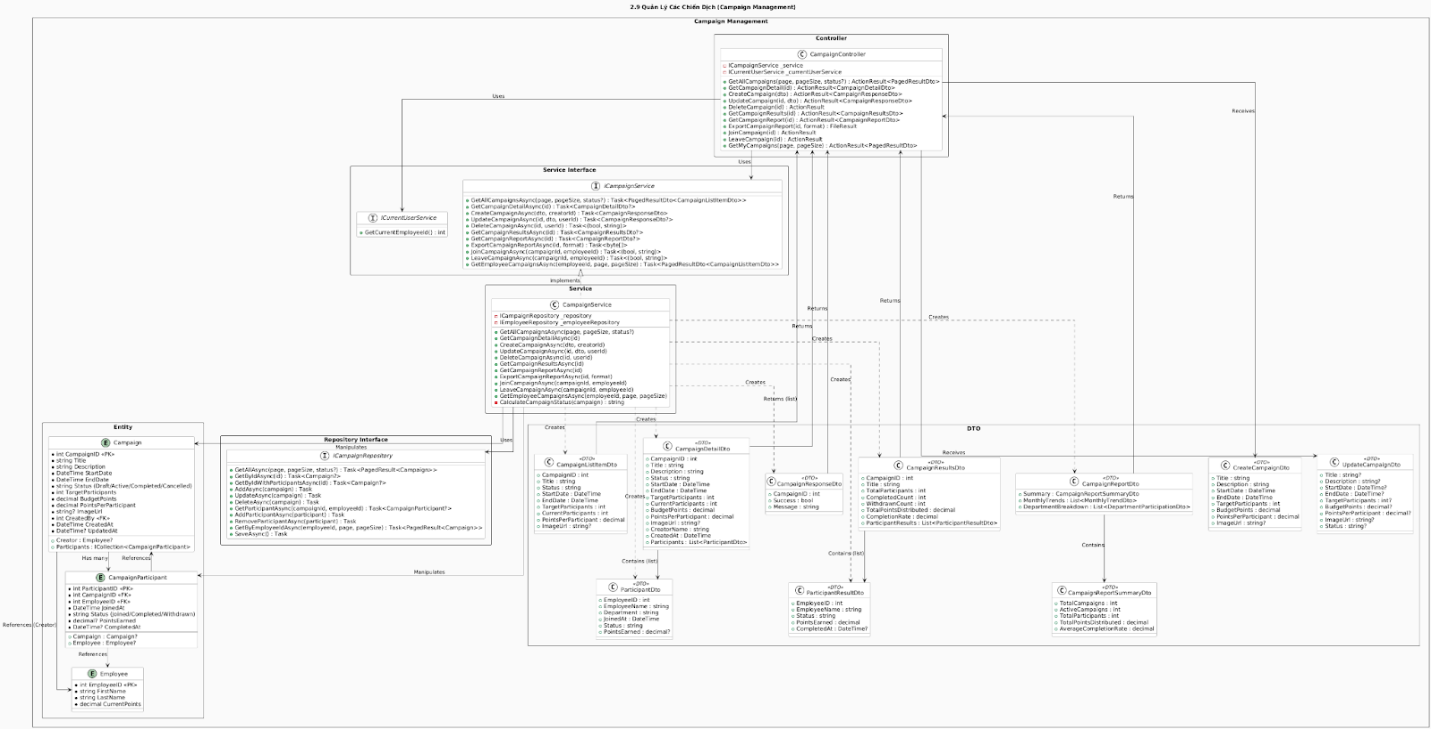 2.9 Quản Lý Các Chiến Dịch (Campaign Management)
Campaign Management
Controller
C CampaignController
ICampaignService _service
ICurrentUserService _currentUserService
GetAllCampaigns(page, pageSize, status?) : ActionResult<PagedResultDto>
GetCampaignDetail(id) : ActionResult<CampaignDetailDto>
CreateCampaign(dto) : ActionResult<CampaignResponseDto>
UpdateCampaign(id, dto) : ActionResult<CampaignResponseDto>
DeleteCampaign(id) : ActionResult
GetCampaignResults(id) : ActionResult<CampaignResultsDto>
GetCampaignReport(id) : ActionResult<CampaignReportDto>
ExportCampaignReport(id, format) : FileResult
JoinCampaign(id) : ActionResult
LeaveCampaign(id) : ActionResult
GetMyCampaigns(page, pageSize) : ActionResult<PagedResultDto>
Uses
Receives
Uses
Returns
Service Interface
I ICurrentUserService
GetCurrentEmployeeId() : int
I ICampaignService
GetAllCampaignsAsync(page, pageSize, status?) : Task<PagedResultDto<CampaignListItemDto>>
GetCampaignDetailAsync(id) : Task<CampaignDetailDto?>
CreateCampaignAsync(dto, creatorId) : Task<CampaignResponseDto>
UpdateCampaignAsync(id, dto, userId) : Task<CampaignResponseDto?>
DeleteCampaignAsync(id, userId) : Task<(bool, string)>
GetCampaignResultsAsync(id) : Task<CampaignResultsDto?>
GetCampaignReportAsync(id) : Task<CampaignReportDto?>
ExportCampaignReportAsync(id, format) : Task<byte[]>
JoinCampaignAsync(campaignId, employeeId) : Task<(bool, string)>
LeaveCampaignAsync(campaignId, employeeId) : Task<(bool, string)>
GetEmployeeCampaignsAsync(employeeId, page, pageSize) : Task<PagedResultDto<CampaignListItemDto>>
Implements
Service
C CampaignService
ICampaignRepository _repository
IEmployeeRepository _employeeRepository
GetAllCampaignsAsync(page, pageSize, status?)
GetCampaignDetailAsync(id)
CreateCampaignAsync(dto, creatorId)
UpdateCampaignAsync(id, dto, userId)
DeleteCampaignAsync(id, userId)
GetCampaignResultsAsync(id)
GetCampaignReportAsync(id)
ExportCampaignReportAsync(id, format)
JoinCampaignAsync(campaignId, employeeId)
LeaveCampaignAsync(campaignId, employeeId)
GetEmployeeCampaignsAsync(employeeId, page, pageSize)
CalculateCampaignStatus(campaign) : string
Returns
Returns
Returns
Creates
Creates
Creates
Creates
Returns (list)
Creates
Creates
Uses
Manipulates
Receives
Entity
E Campaign
int CampaignID «PK»
string Title
string Description
DateTime StartDate
DateTime EndDate
string Status (Draft/Active/Completed/Cancelled)
int TargetParticipants
decimal BudgetPoints
decimal PointsPerParticipant
string? ImageUrl
int CreatedBy «FK»
DateTime CreatedAt
DateTime? UpdatedAt
Creator : Employee?
Participants : ICollection<CampaignParticipant>
Has many
References
E CampaignParticipant
int ParticipantID «PK»
int CampaignID «FK»
int EmployeeID «FK»
DateTime JoinedAt
string Status (Joined/Completed/Withdrawn)
decimal? PointsEarned
DateTime? CompletedAt
Campaign : Campaign?
Employee : Employee?
References (Creator)
References
E Employee
int EmployeeID «PK»
string FirstName
string LastName
decimal CurrentPoints
Repository Interface
I ICampaignRepository
GetAllAsync(page, pageSize, status?) : Task<PagedResult<Campaign>>
GetByIdAsync(id) : Task<Campaign?>
GetByIdWithParticipantsAsync(id) : Task<Campaign?>
AddAsync(campaign) : Task
UpdateAsync(campaign) : Task
DeleteAsync(campaign) : Task
GetParticipantAsync(campaignId, employeeId) : Task<CampaignParticipant?>
AddParticipantAsync(participant) : Task
RemoveParticipantAsync(participant) : Task
GetByEmployeeAsync(employeeId, page, pageSize) : Task<PagedResult<Campaign>>
SaveAsync() : Task
Manipulates
DTO
«DTO»
C CampaignListItemDto
CampaignID : int
Title : string
Status : string
StartDate : DateTime
EndDate : DateTime
TargetParticipants : int
CurrentParticipants : int
PointsPerParticipant : decimal
ImageUrl : string?
«DTO»
C CampaignDetailDto
CampaignID : int
Title : string
Description : string
Status : string
StartDate : DateTime
EndDate : DateTime
TargetParticipants : int
CurrentParticipants : int
BudgetPoints : decimal
PointsPerParticipant : decimal
ImageUrl : string?
CreatorName : string
CreatedAt : DateTime
Participants : List<ParticipantDto>
Creates
«DTO»
C CampaignResponseDto
Success : bool
CampaignID : int
Message : string
«DTO»
C CampaignResultsDto
CampaignID : int
Title : string
TotalParticipants : int
CompletedCount : int
WithdrawnCount : int
TotalPointsDistributed : decimal
CompletionRate : decimal
ParticipantResults : List<ParticipantResultDto>
«DTO»
C CampaignReportDto
Summary : CampaignReportSummaryDto
MonthlyTrends : List<MonthlyTrendDto>
DepartmentBreakdown : List<DepartmentParticipationDto>
«DTO»
C CreateCampaignDto
Title : string
Description : string
StartDate : DateTime
EndDate : DateTime
TargetParticipants : int
BudgetPoints : decimal
PointsPerParticipant : decimal
ImageUrl : string?
«DTO»
C UpdateCampaignDto
Title : string?
Description : string?
StartDate : DateTime?
EndDate : DateTime?
TargetParticipants : int?
BudgetPoints : decimal?
PointsPerParticipant : decimal?
ImageUrl : string?
Status : string?
Contains (list)
Contains (list)
Contains
«DTO»
C ParticipantDto
EmployeeID : int
EmployeeName : string
Department : string
JoinedAt : DateTime
Status : string
PointsEarned : decimal?
«DTO»
C ParticipantResultDto
EmployeeID : int
EmployeeName : string
Status : string
PointsEarned : decimal
CompletedAt : DateTime?
«DTO»
C CampaignReportSummaryDto
TotalCampaigns : int
ActiveCampaigns : int
TotalParticipants : int
TotalPointsDistributed : decimal
AverageCompletionRate : decimal